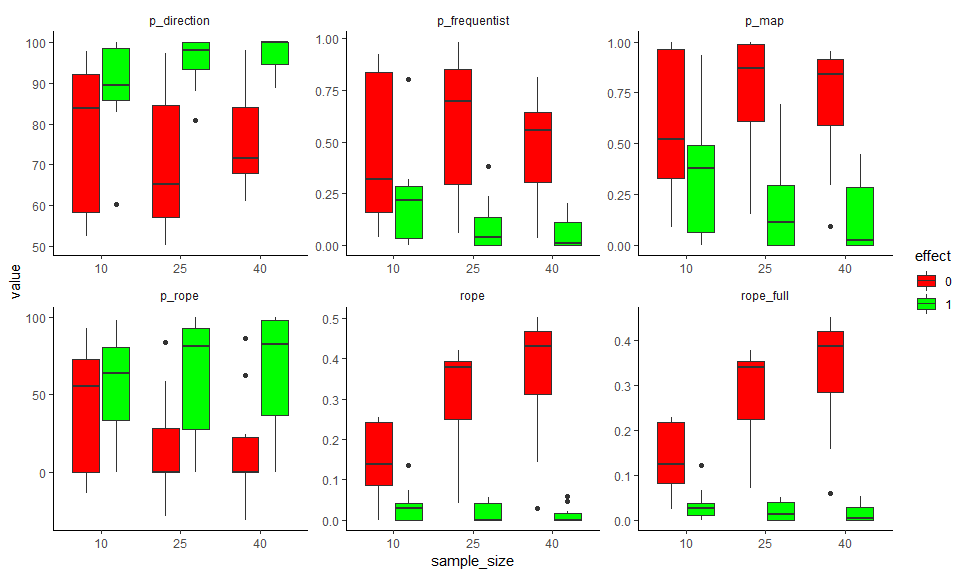 p_direction
p_frequentist
p_map
100
90
80
70
60
50
1.00
0.75
0.50
0.25
0.00
1.00
0.75
0.50
0.25
0.00
10 25 40
10 25 40
10 25 40
value
effect
0
1
p_rope
rope
rope_full
100
50
0
0.5
0.4
0.3
0.2
0.1
0.0
0.4
0.3
0.2
0.1
0.0
10 25 40
10 25 40
10 25 40
sample_size